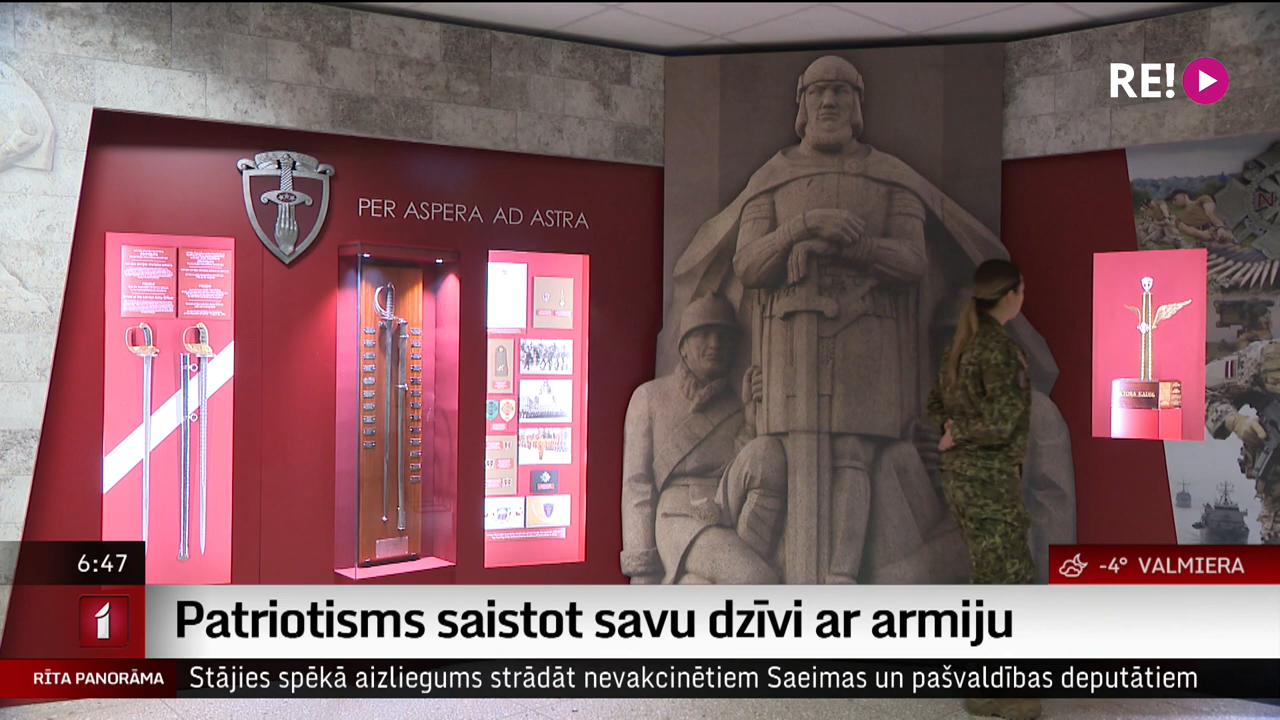 RE!
PER ASPERA AD ASTRA
6:47
-4° VALMIERA
1
Patriotisms saistot savu dzīvi ar armiju
RĪTA PANORĀMA
Stājies spēkā aizliegums strādāt nevakcinētiem Saeimas un pašvaldības deputātiem